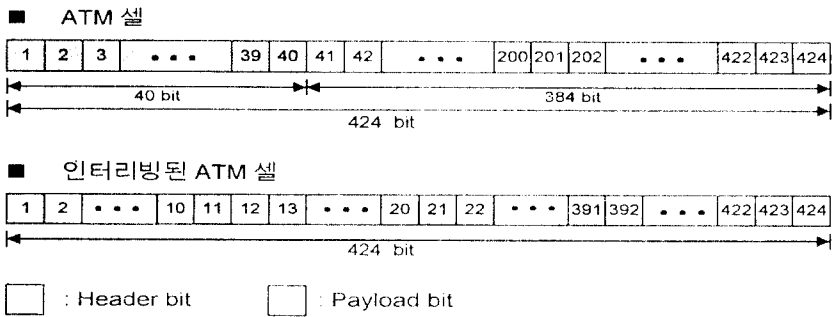 ■ ATM 셀
1 2 3 • • • 39 40 41 42 • • • 200 201 202 • • • 422 423 424
40 bit 384 bit
424 bit
■ 인터리빙된 ATM 셀
1 2 • • • 10 11 12 13 • • • 20 21 22 • • • 391 392 • • • 422 423 424
424 bit
: Header bit : Payload bit